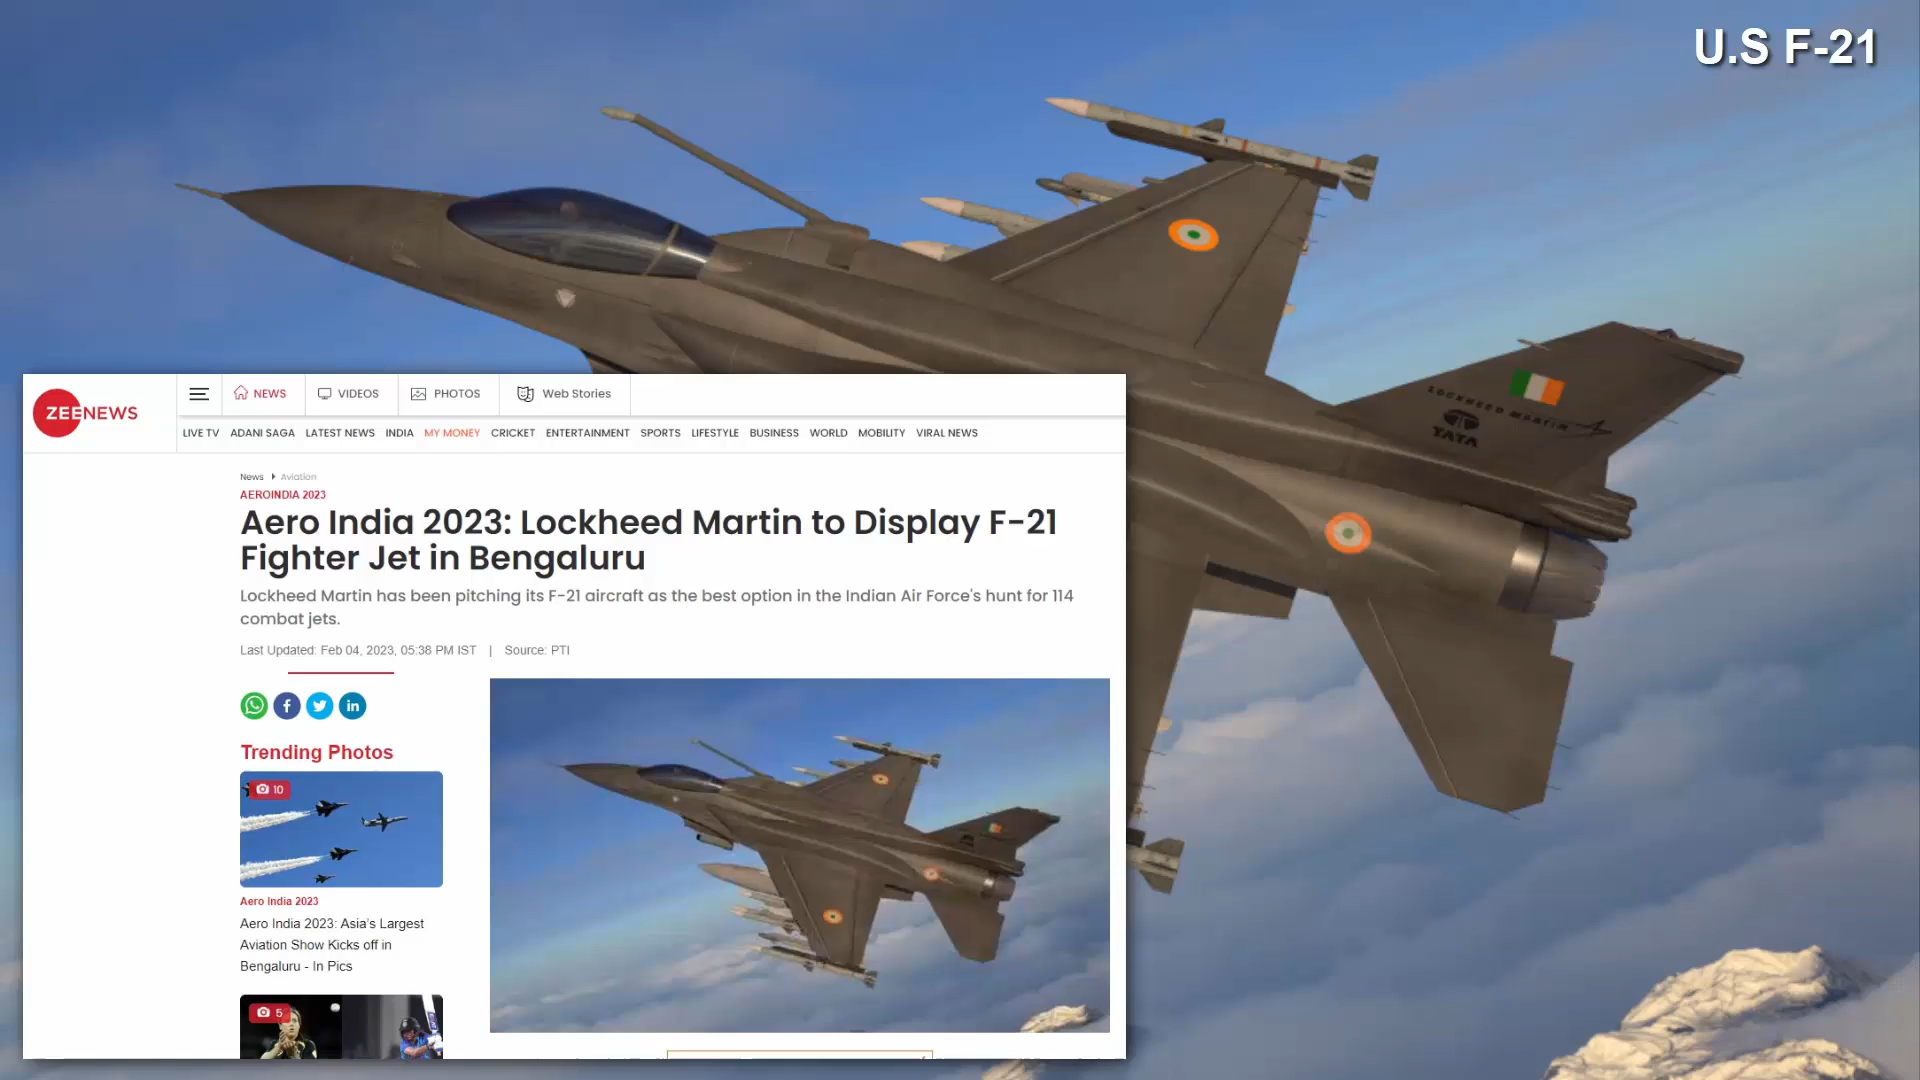 U.S F-21
LOCKHEED MARTIN
TATA
ZEENEWS
NEWS
VIDEOS
PHOTOS
Web Stories
LIVE TV ADANI SAGA LATEST NEWS INDIA MY MONEY CRICKET ENTERTAINMENT SPORTS LIFESTYLE BUSINESS WORLD MOBILITY VIRAL NEWS
News Aviation
AEROINDIA 2023
Aero India 2023: Lockheed Martin to Display F-21
Fighter Jet in Bengaluru
Lockheed Martin has been pitching its F-21 aircraft as the best option in the Indian Air Force's hunt for 114
combat jets.
Last Updated: Feb 04, 2023, 05:38 PM IST | Source: PTI
Trending Photos
10
Aero India 2023
Aero India 2023: Asia's Largest
Aviation Show Kicks off in
Bengaluru - In Pics
5